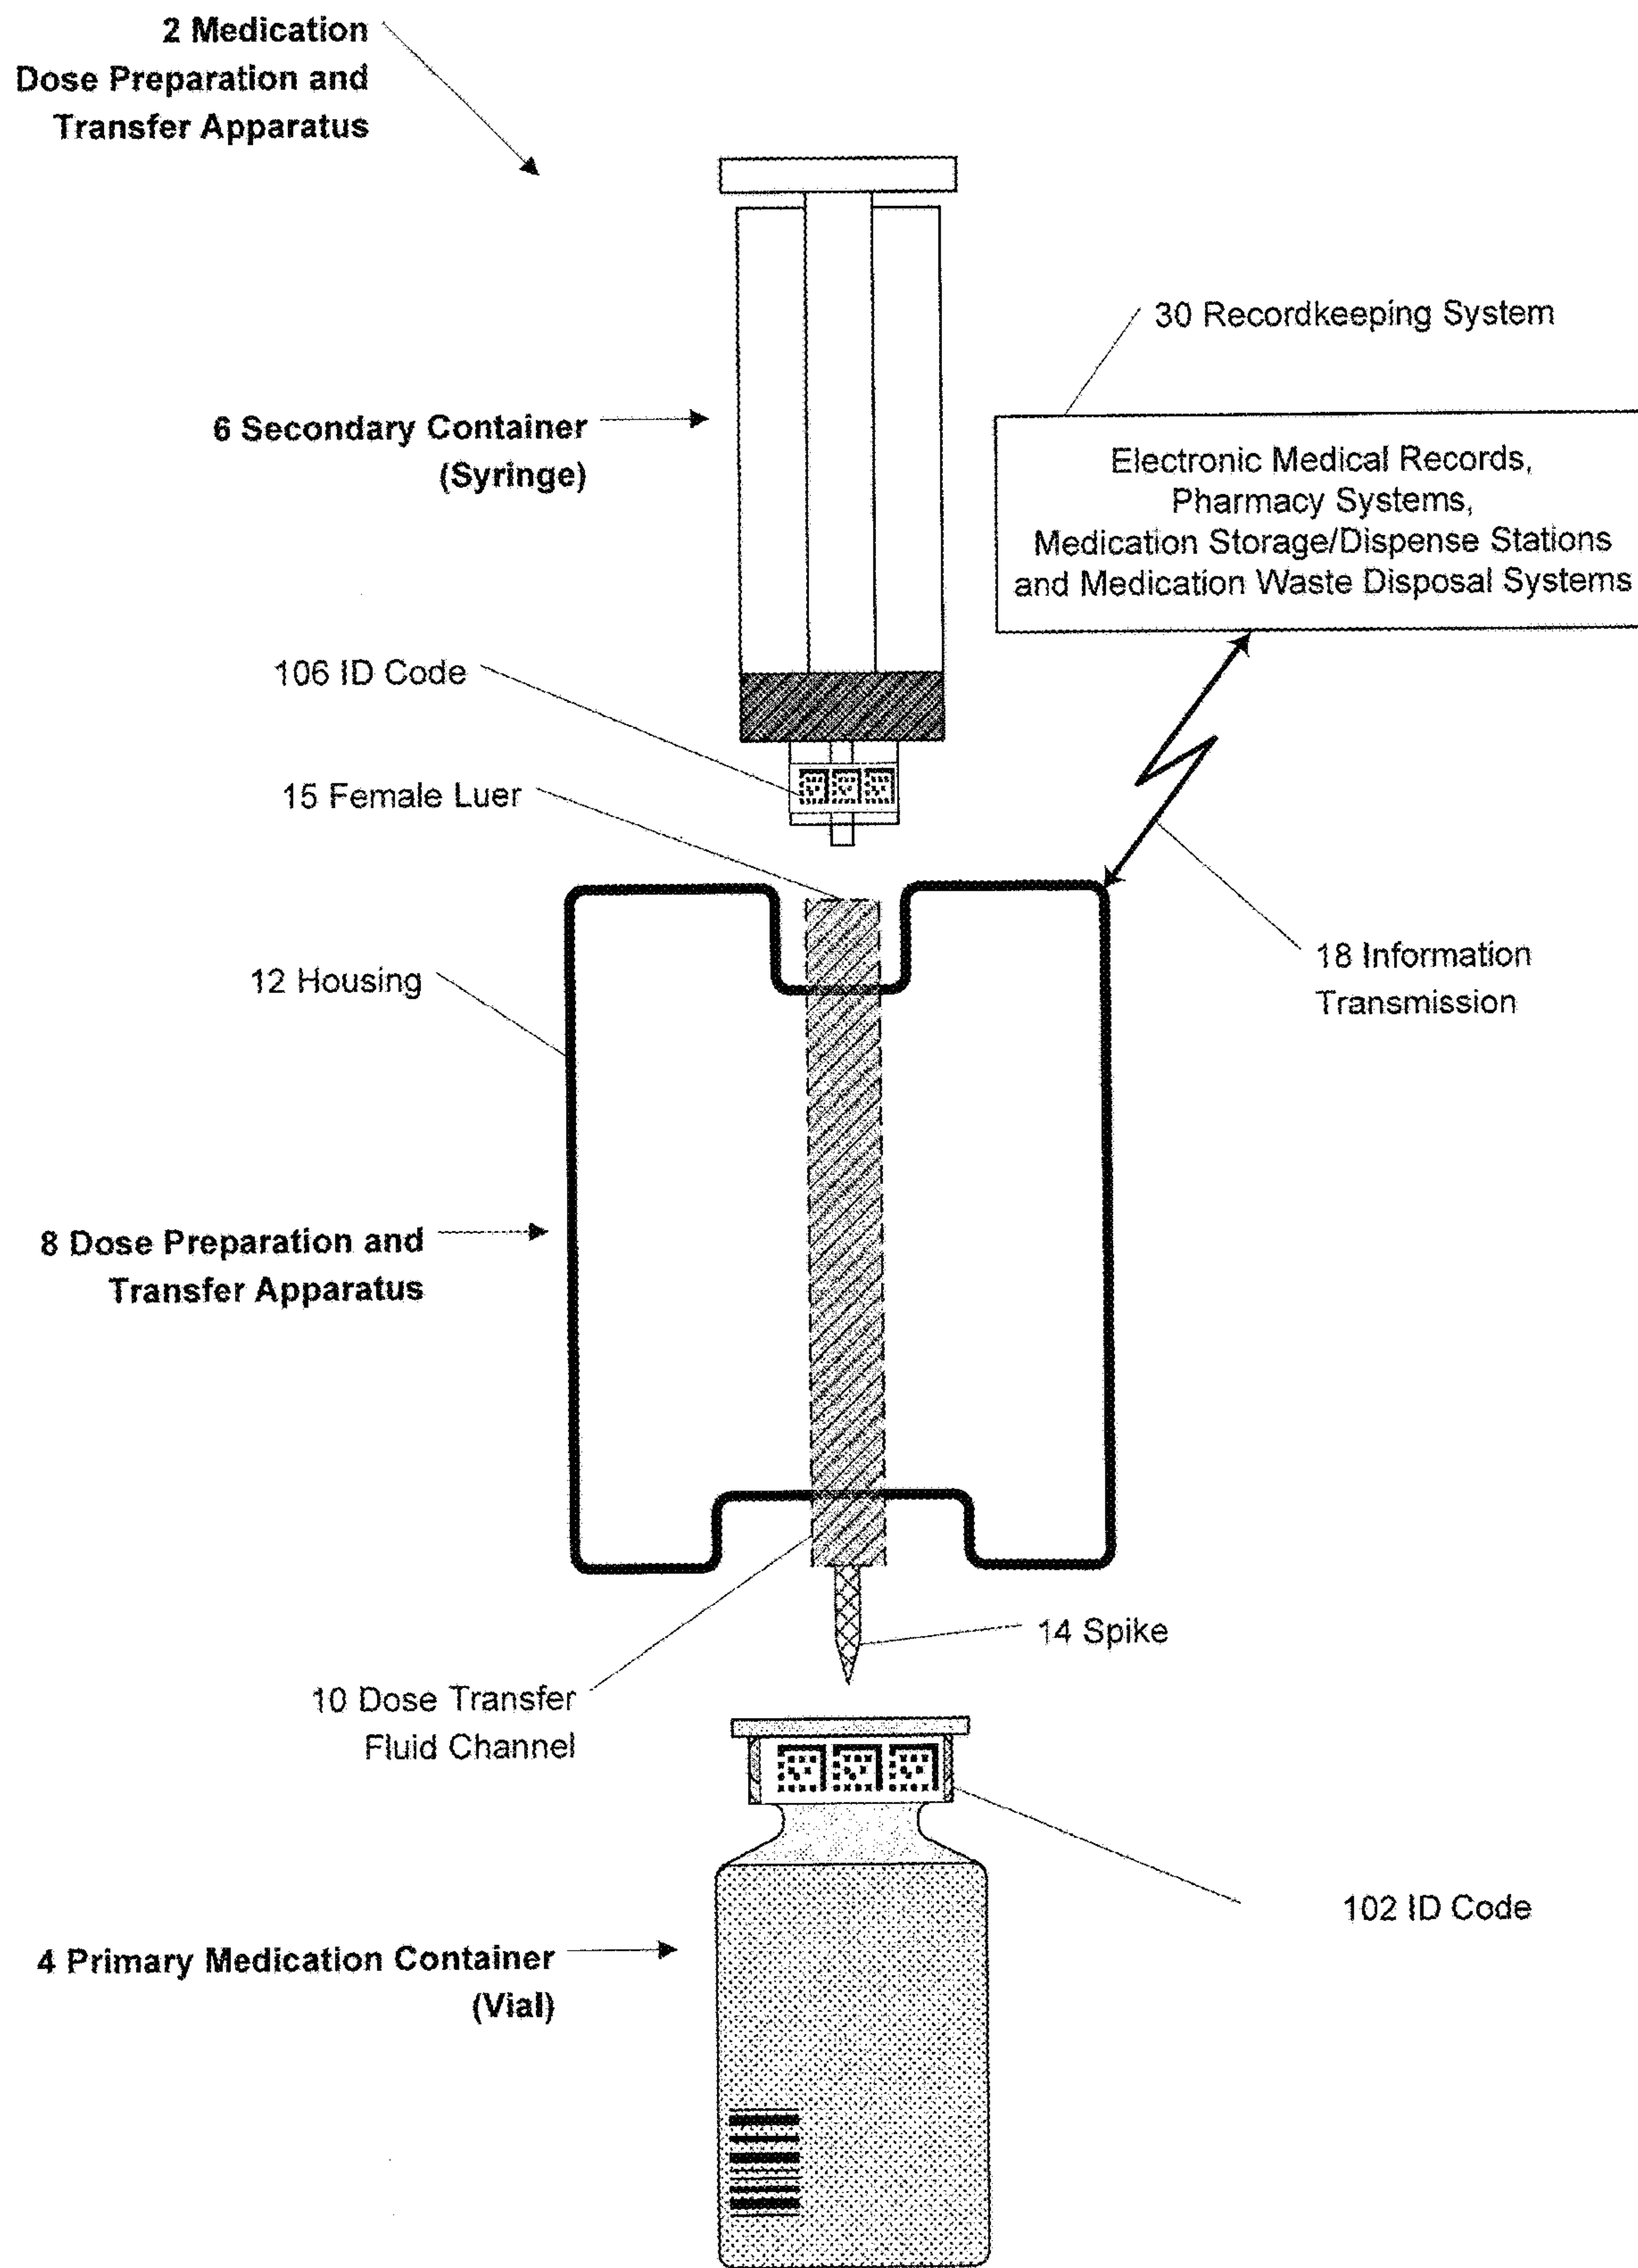 2 Medication
Dose Preparation and
Transfer Apparatus
30 Recordkeeping System
6 Secondary Container
(Syringe)
Electronic Medical Records,
Pharmacy Systems,
Medication Storage/Dispense Stations
and Medication Waste Disposal Systems
106 ID Code
15 Female Luer
12 Housing
18 Information
Transmission
8 Dose Preparation and
Transfer Apparatus
14 Spike
10 Dose Transfer
Fluid Channel
102 ID Code
4 Primary Medication Container
(Vial)